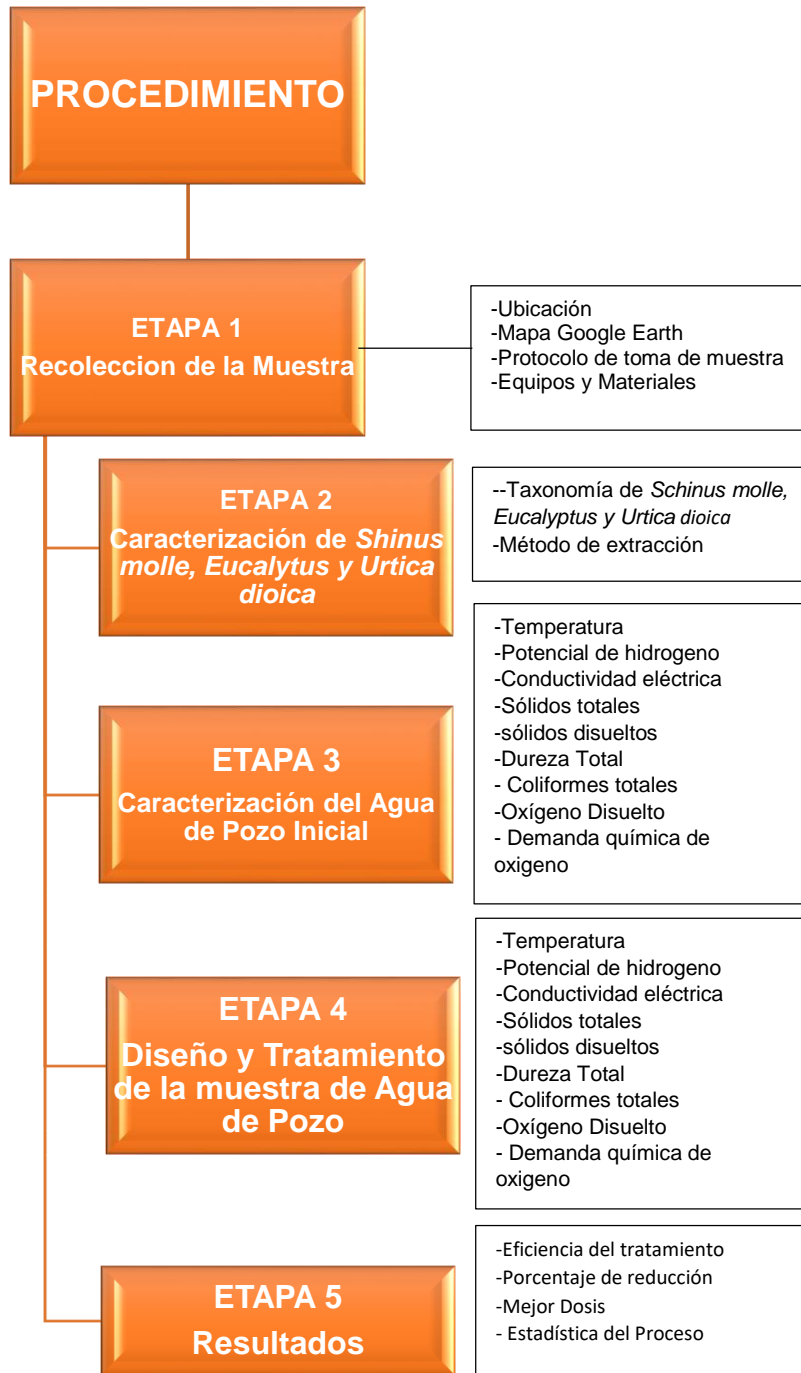 PROCEDIMIENTO
ETAPA 1
Recoleccion de la Muestra
-Ubicación
-Mapa Google Earth
-Protocolo de toma de muestra
-Equipos y Materiales
ETAPA 2
Caracterización de Shinus
molle, Eucalytus y Urtica
dioica
--Taxonomía de Schinus molle,
Eucalyptus y Urtica dioica
-Método de extracción
ETAPA 3
Caracterización del Agua
de Pozo Inicial
-Temperatura
-Potencial de hidrogeno
-Conductividad eléctrica
-Sólidos totales
-sólidos disueltos
-Dureza Total
- Coliformes totales
-Oxígeno Disuelto
- Demanda química de
oxigeno
ETAPA 4
Diseño y Tratamiento
de la muestra de Agua
de Pozo
-Temperatura
-Potencial de hidrogeno
-Conductividad eléctrica
-Sólidos totales
-sólidos disueltos
-Dureza Total
- Coliformes totales
-Oxígeno Disuelto
- Demanda química de
oxigeno
ETAPA 5
Resultados
-Eficiencia del tratamiento
-Porcentaje de reducción
-Mejor Dosis
- Estadística del Proceso